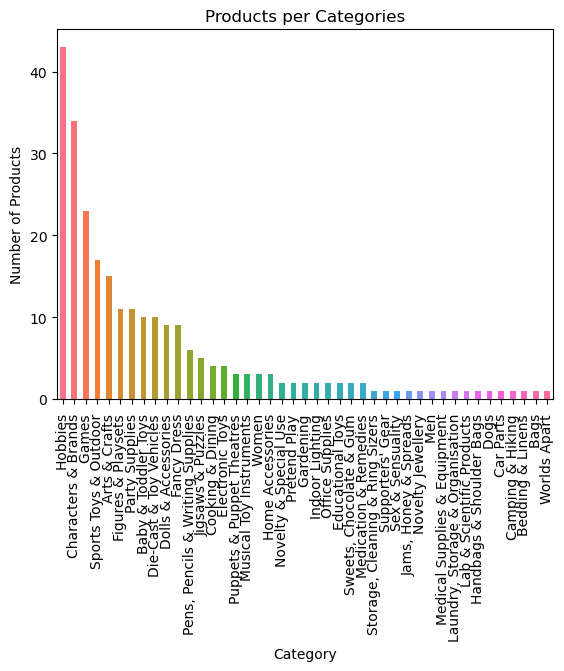 Products per Categories
Number of Products
40
30
20
10
0
Hobbies
Characters & Brands
Games
Sports Toys & Outdoor
Arts & Crafts
Figures & Playsets
Party Supplies
Baby & Toddler Toys
Die-Cast & Toy Vehicles
Dolls & Accessories
Fancy Dress
Pens, Pencils & Writing Supplies
Jigsaws & Puzzles
Cooking & Dining
Electronic Toys
Puppets & Puppet Theatres
Musical Toy Instruments
Women
Home Accessories
Novelty & Special Use
Pretend Play
Gardening
Indoor Lighting
Office Supplies
Educational Toys
Sweets, Chocolate & Gum
Medication & Remedies
Storage, Cleaning & Ring Sizers
Supporters' Gear
Sex & Sensuality
Jams, Honey & Spreads
Novelty Jewellery
Men
Medical Supplies & Equipment
Laundry, Storage & Organisation
Lab & Scientific Products
Handbags & Shoulder Bags
Dogs
Car Parts
Camping & Hiking
Bedding & Linens
Bags
Worlds Apart
Category